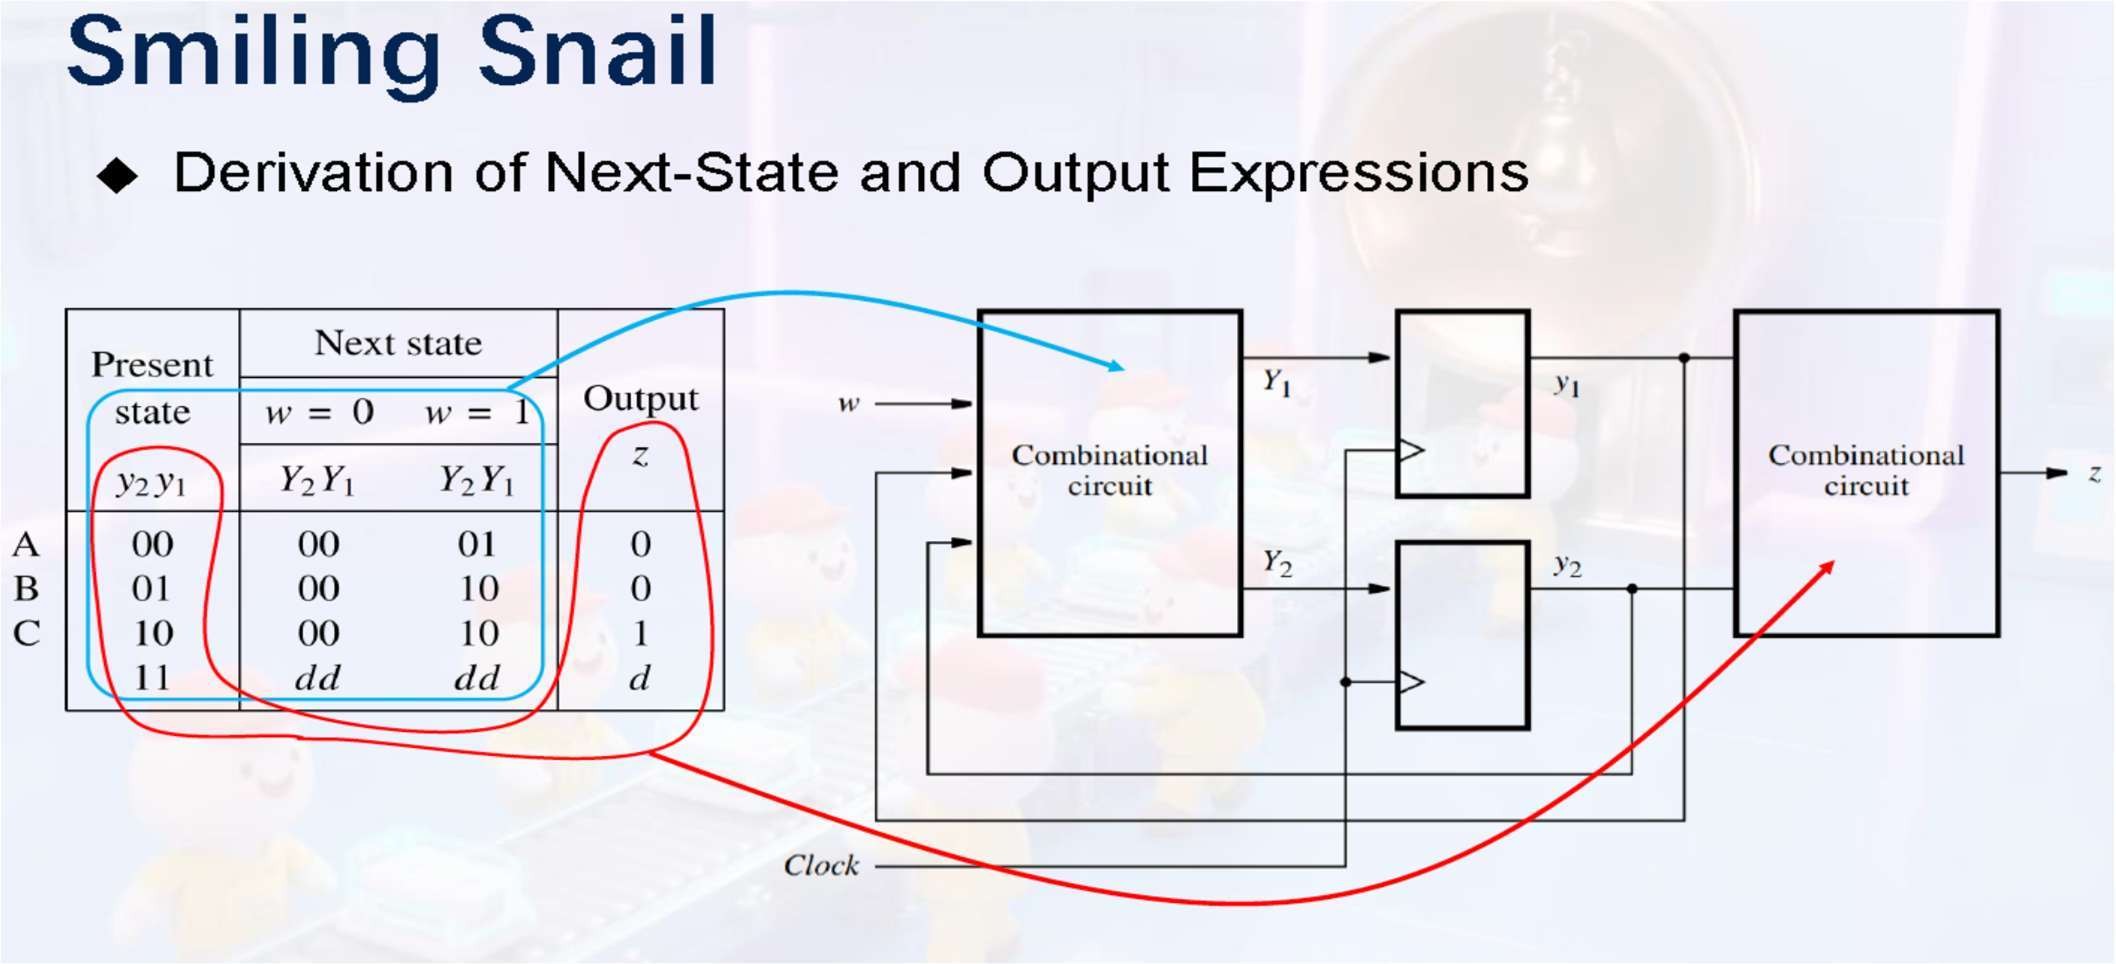 Smiling Snail
◆ Derivation of Next-State and Output Expressions
Present state
Next state
Output
w = 0 w = 1
z
y₂y₁ Y₂Y₁ Y₂Y₁
A 00 00 01 0
B 01 00 10 0
C 10 00 10 1
11 dd dd d
w
Combinational
circuit
Y₁
y₁
Y₂
y₂
Combinational
circuit
z
Clock